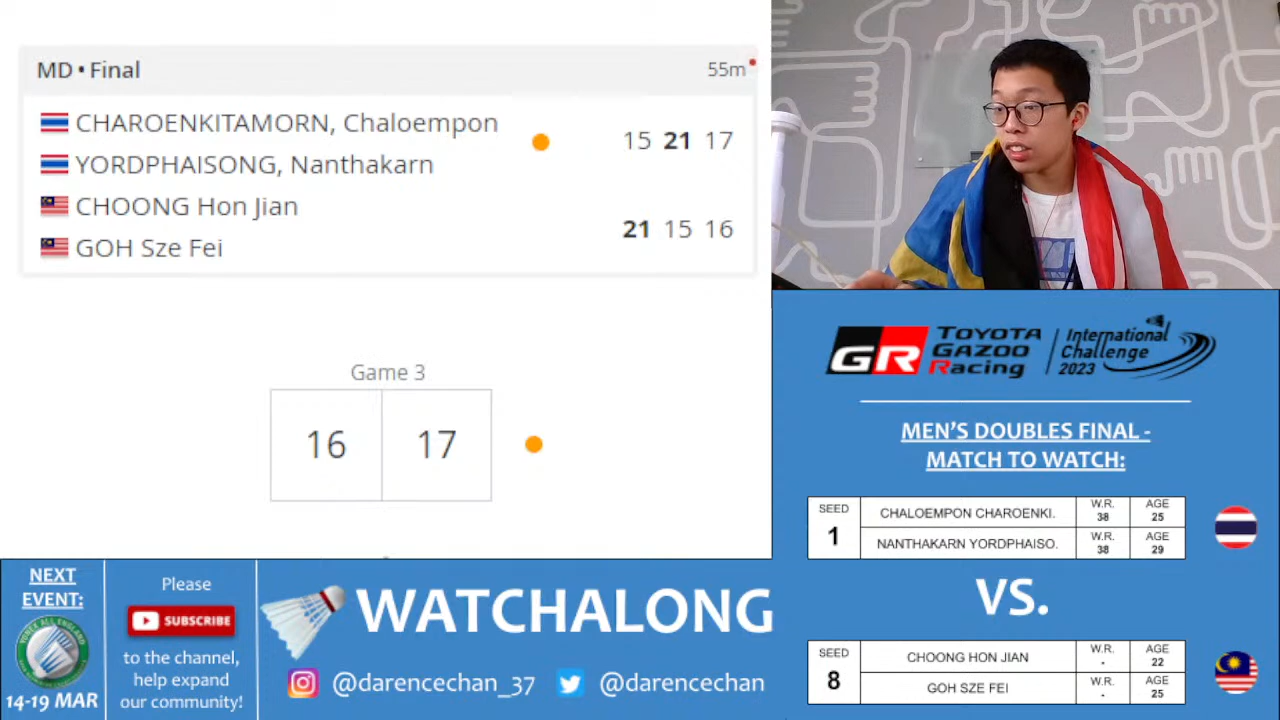 MD • Final
55m
CHAROENKITAMORN, Chaloempon
YORDPHAISONG, Nanthakarn
15 21 17
CHOONG Hon Jian
GOH Sze Fei
21 15 16
Game 3
16 17
GR TOYOTA GAZOO Racing
International Challenge 2023
MEN'S DOUBLES FINAL -
MATCH TO WATCH:
SEED 1
CHALOEMPON CHAROENKI. W.R. 38 AGE 25
NANTHAKARN YORDPHAISO. W.R. 38 AGE 29
VS.
SEED 8
CHOONG HON JIAN W.R. - AGE 22
GOH SZE FEI W.R. - AGE 25
NEXT
EVENT:
14-19 MAR
Please
SUBSCRIBE
to the channel,
help expand
our community!
WATCHALONG
@darencechan_37
@darencechan